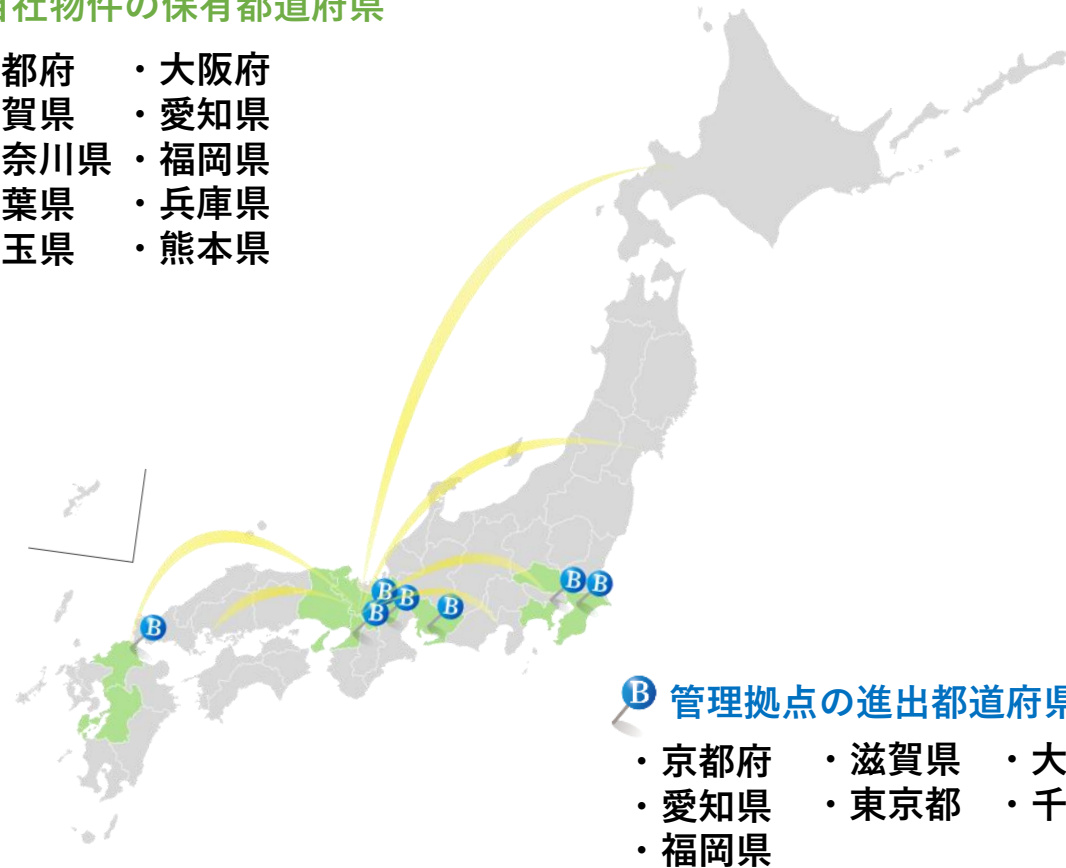 自社物件の保有都道府県
都府 ・大阪府
賀県 ・愛知県
奈川県 ・福岡県
葉県 ・兵庫県
玉県 ・熊本県
B
B
B
B
B
B
B
B 管理拠点の進出都道府県
・京都府 ・滋賀県 ・大
・愛知県 ・東京都 ・千
・福岡県